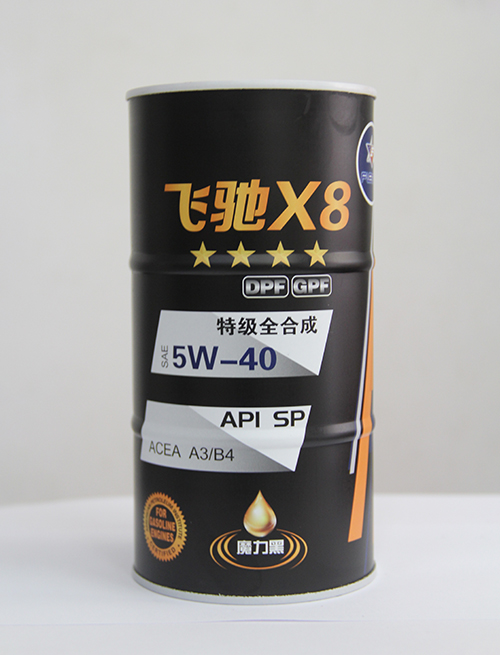 飞驰X8
DPF GPF
特级全合成
SAE 5W-40
API SP
ACEA A3/B4
FOR
GASOLINE
ENGINES
CERTIFIED
魔力黑